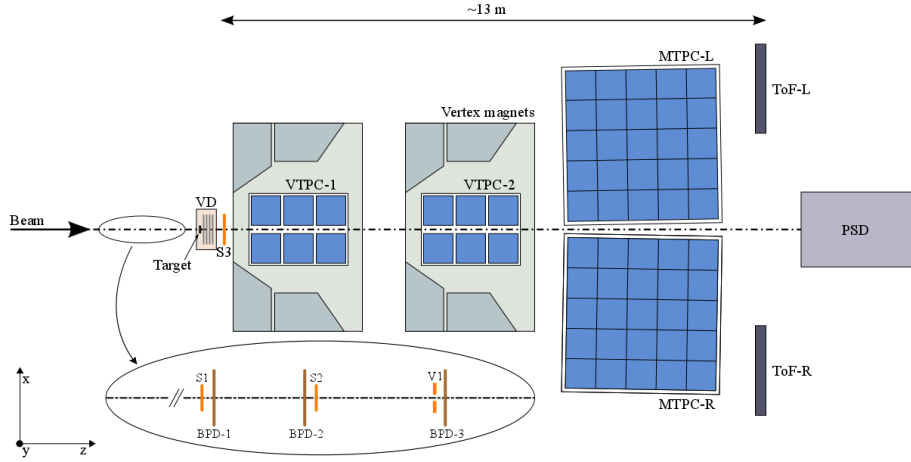 ~13 m
MTPC-L
ToF-L
Vertex magnets
VTPC-1
VTPC-2
VD
Beam
Target
S3
PSD
S1
S2
V1
ToF-R
x
BPD-1
BPD-2
BPD-3
MTPC-R
y
z